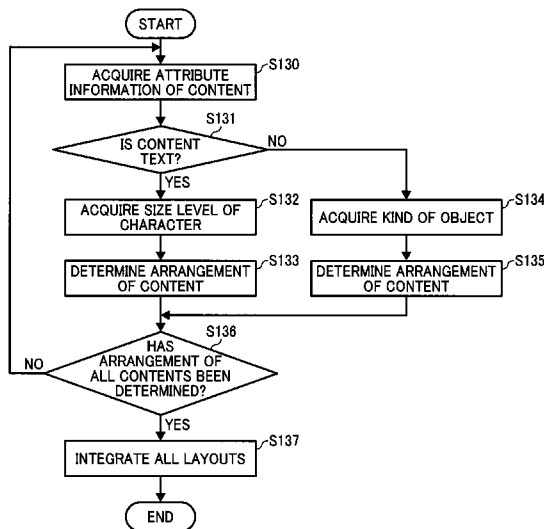 START
S130
ACQUIRE ATTRIBUTE
INFORMATION OF CONTENT
S131
IS CONTENT
TEXT?
NO
YES
S132
ACQUIRE SIZE LEVEL OF
CHARACTER
S134
ACQUIRE KIND OF OBJECT
S133
DETERMINE ARRANGEMENT
OF CONTENT
S135
DETERMINE ARRANGEMENT
OF CONTENT
S136
HAS
ARRANGEMENT OF
ALL CONTENTS BEEN
DETERMINED?
NO
YES
S137
INTEGRATE ALL LAYOUTS
END